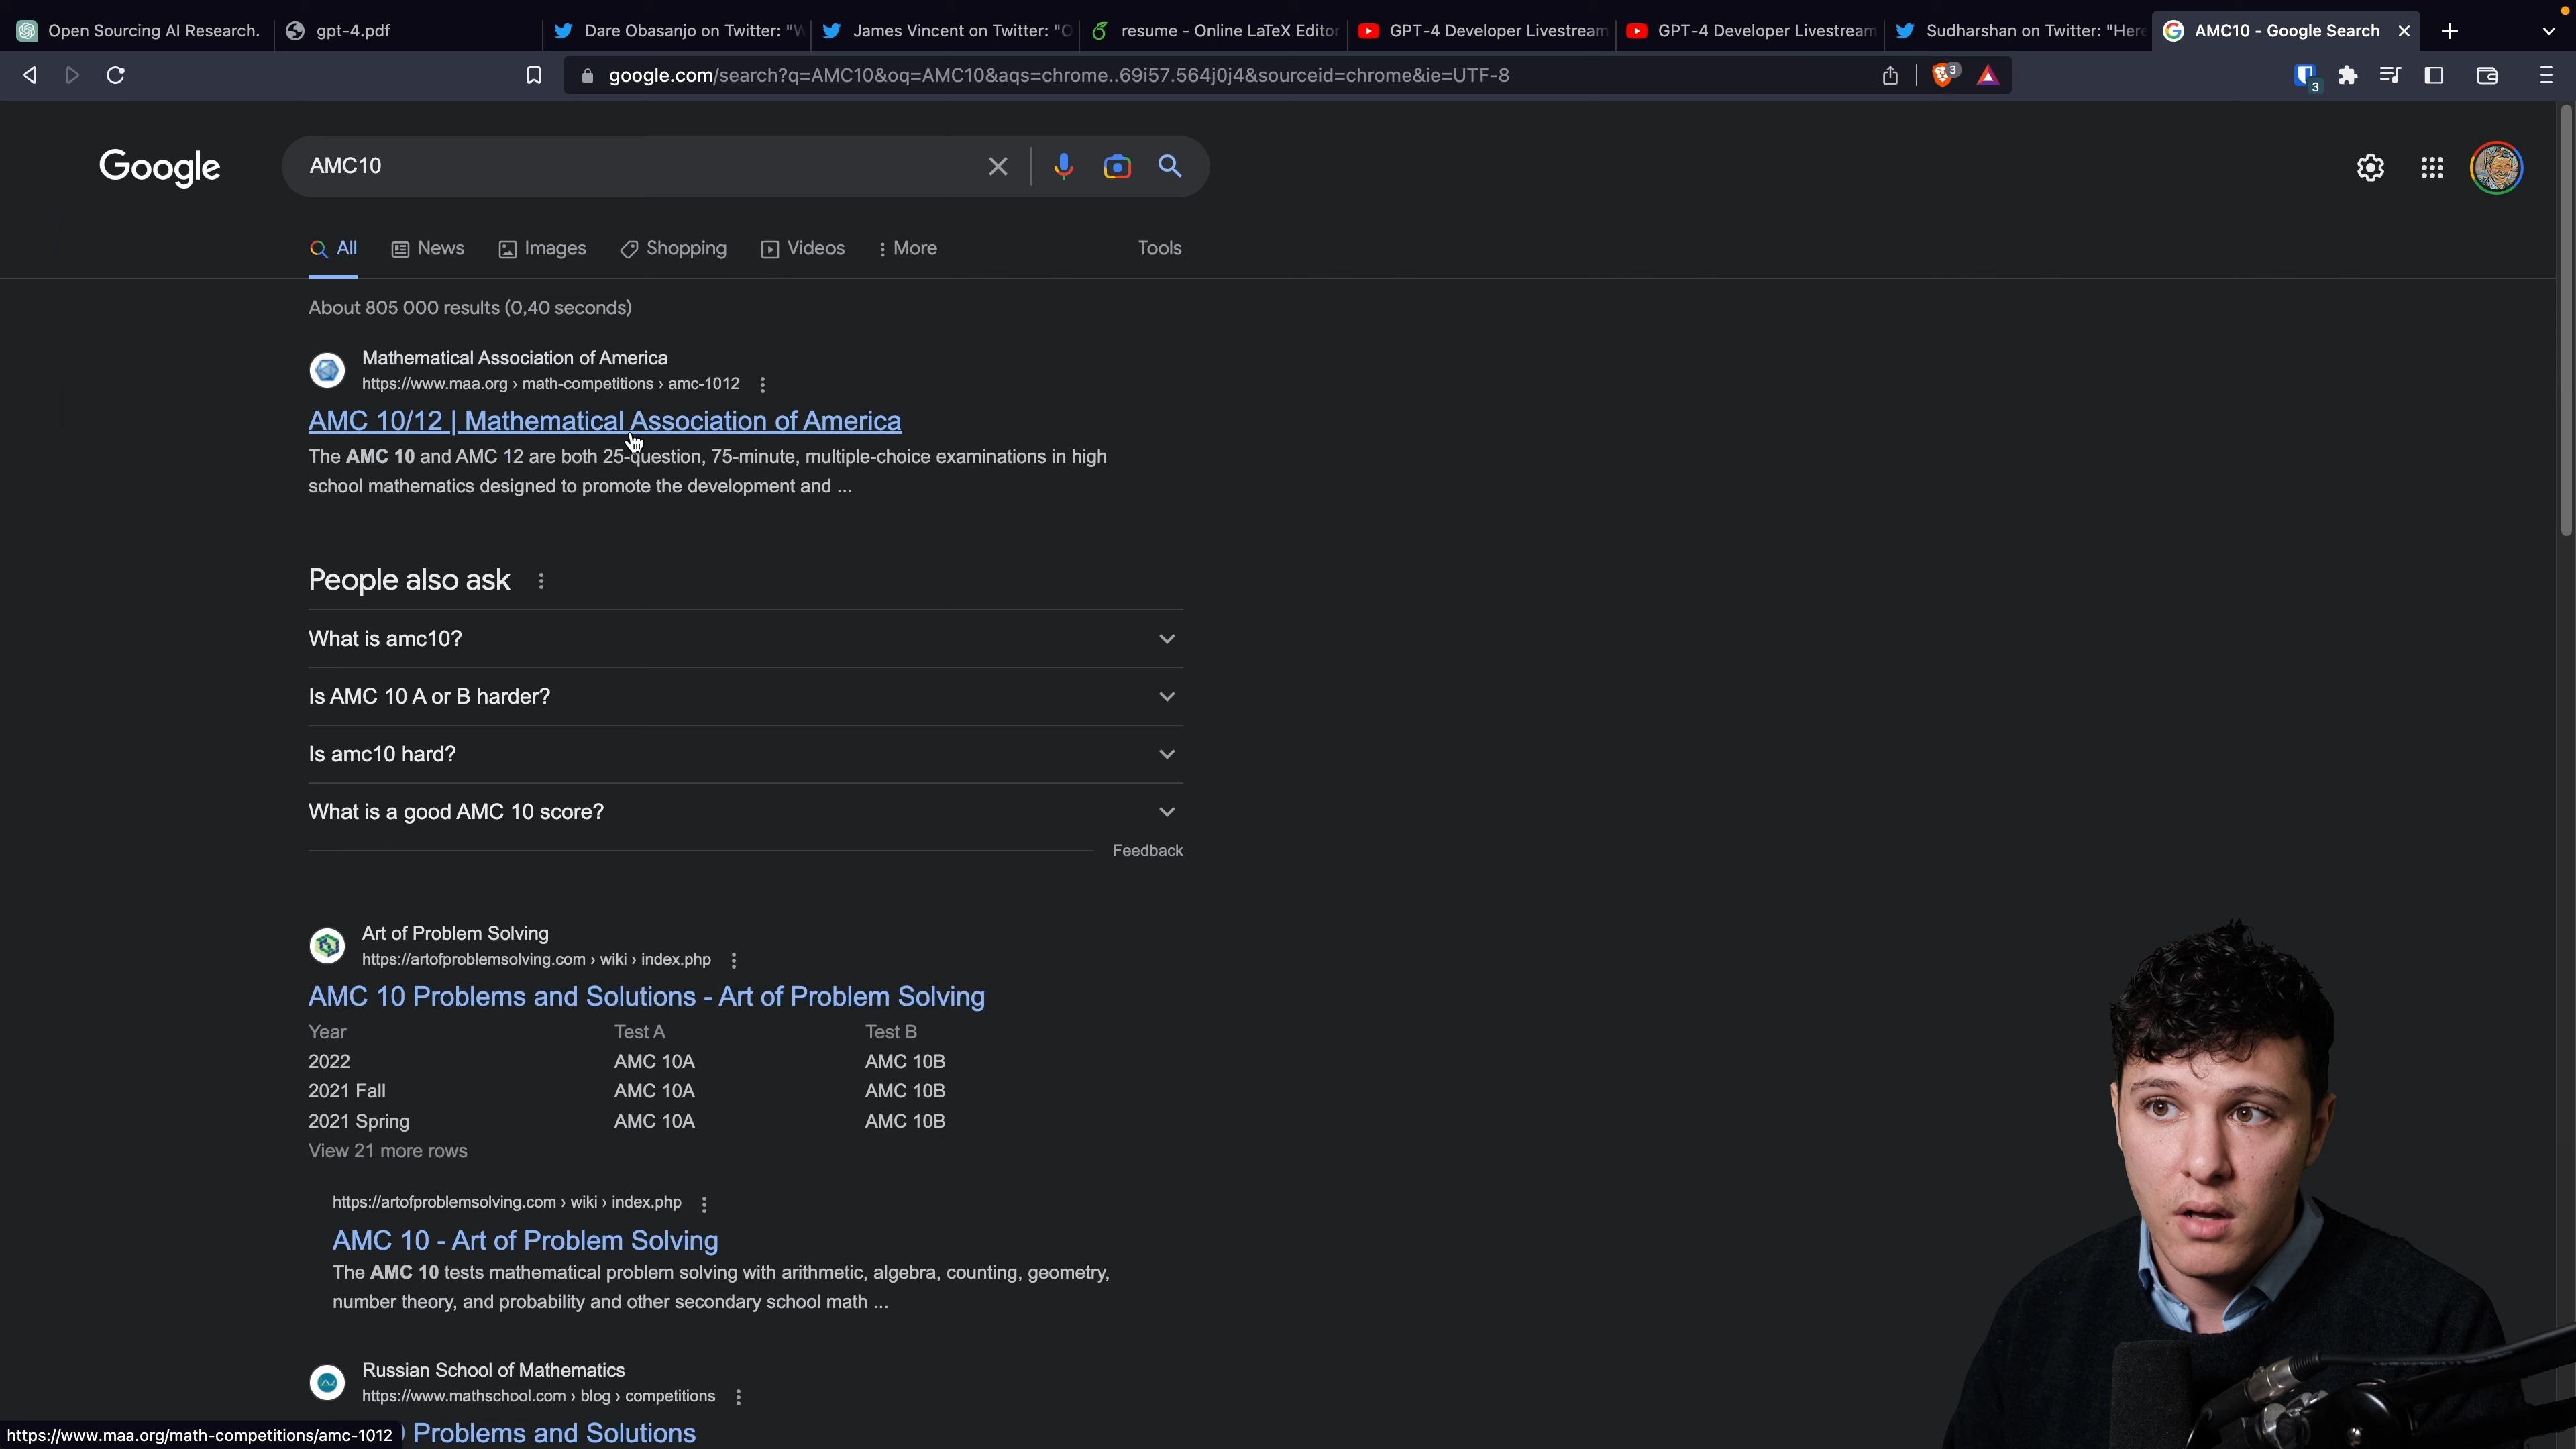 Open Sourcing AI Research.
gpt-4.pdf
Dare Obasanjo on Twitter: "W
James Vincent on Twitter: "O
resume - Online LaTeX Editor
GPT-4 Developer Livestream
GPT-4 Developer Livestream
Sudharshan on Twitter: "Here
AMC10 - Google Search
google.com/search?q=AMC10&oq=AMC10&aqs=chrome..69i57.564j0j4&sourceid=chrome&ie=UTF-8
3
3
Google
AMC10
All
News
Images
Shopping
Videos
More
Tools
About 805 000 results (0,40 seconds)
Mathematical Association of America
https://www.maa.org › math-competitions › amc-1012
AMC 10/12 | Mathematical Association of America
The AMC 10 and AMC 12 are both 25-question, 75-minute, multiple-choice examinations in high
school mathematics designed to promote the development and ...
People also ask
What is amc10?
Is AMC 10 A or B harder?
Is amc10 hard?
What is a good AMC 10 score?
Feedback
Art of Problem Solving
https://artofproblemsolving.com › wiki › index.php
AMC 10 Problems and Solutions - Art of Problem Solving
Year Test A Test B
2022 AMC 10A AMC 10B
2021 Fall AMC 10A AMC 10B
2021 Spring AMC 10A AMC 10B
View 21 more rows
https://artofproblemsolving.com › wiki › index.php
AMC 10 - Art of Problem Solving
The AMC 10 tests mathematical problem solving with arithmetic, algebra, counting, geometry,
number theory, and probability and other secondary school math ...
Russian School of Mathematics
https://www.mathschool.com › blog › competitions
Problems and Solutions
https://www.maa.org/math-competitions/amc-1012